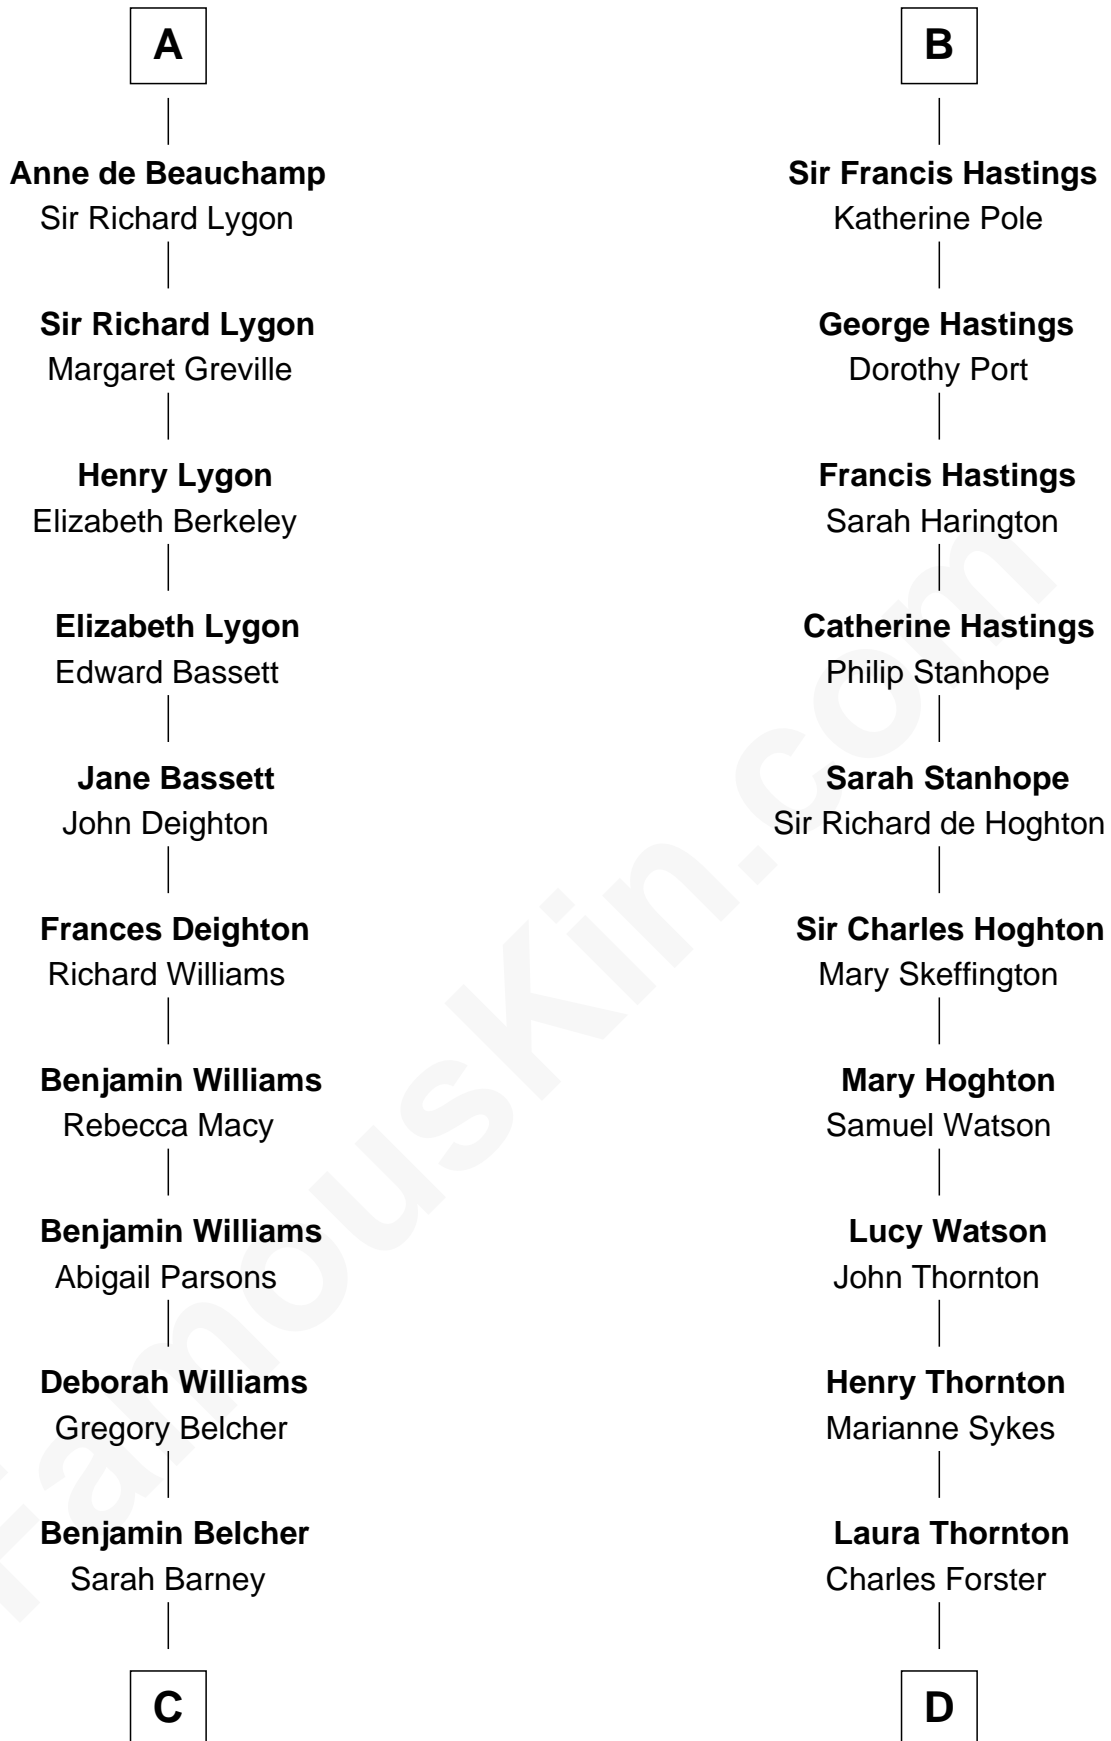 A
Anne de Beauchamp
Sir Richard Lygon
Sir Richard Lygon
Margaret Greville
Henry Lygon
Elizabeth Berkeley
Elizabeth Lygon
Edward Bassett
Jane Bassett
John Deighton
Frances Deighton
Richard Williams
Benjamin Williams
Rebecca Macy
Benjamin Williams
Abigail Parsons
Deborah Williams
Gregory Belcher
Benjamin Belcher
Sarah Barney
C
B
Sir Francis Hastings
Katherine Pole
George Hastings
Dorothy Port
Francis Hastings
Sarah Harington
Catherine Hastings
Philip Stanhope
Sarah Stanhope
Sir Richard de Hoghton
Sir Charles Hoghton
Mary Skeffington
Mary Hoghton
Samuel Watson
Lucy Watson
John Thornton
Henry Thornton
Marianne Sykes
Laura Thornton
Charles Forster
D
FamousKin.com